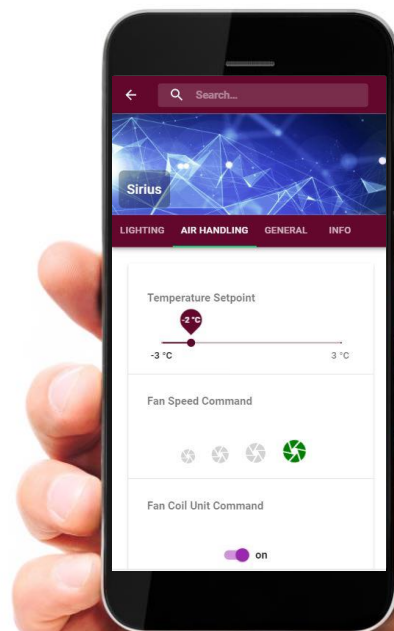 Search...
Sirius
LIGHTING AIR HANDLING GENERAL INFO
Temperature Setpoint
-2 °C
-3 °C 3 °C
Fan Speed Command
Fan Coil Unit Command
on